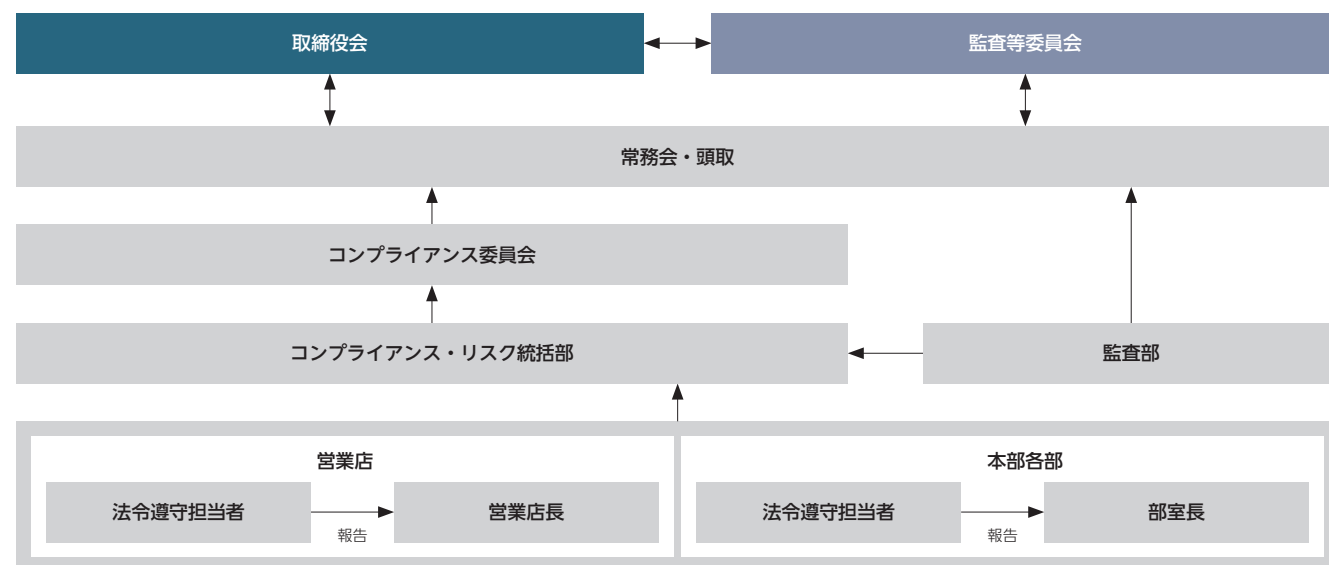 取締役会
監査等委員会
常務会・頭取
コンプライアンス委員会
コンプライアンス・リスク統括部
監査部
営業店
法令遵守担当者
報告
営業店長
本部各部
法令遵守担当者
報告
部室長